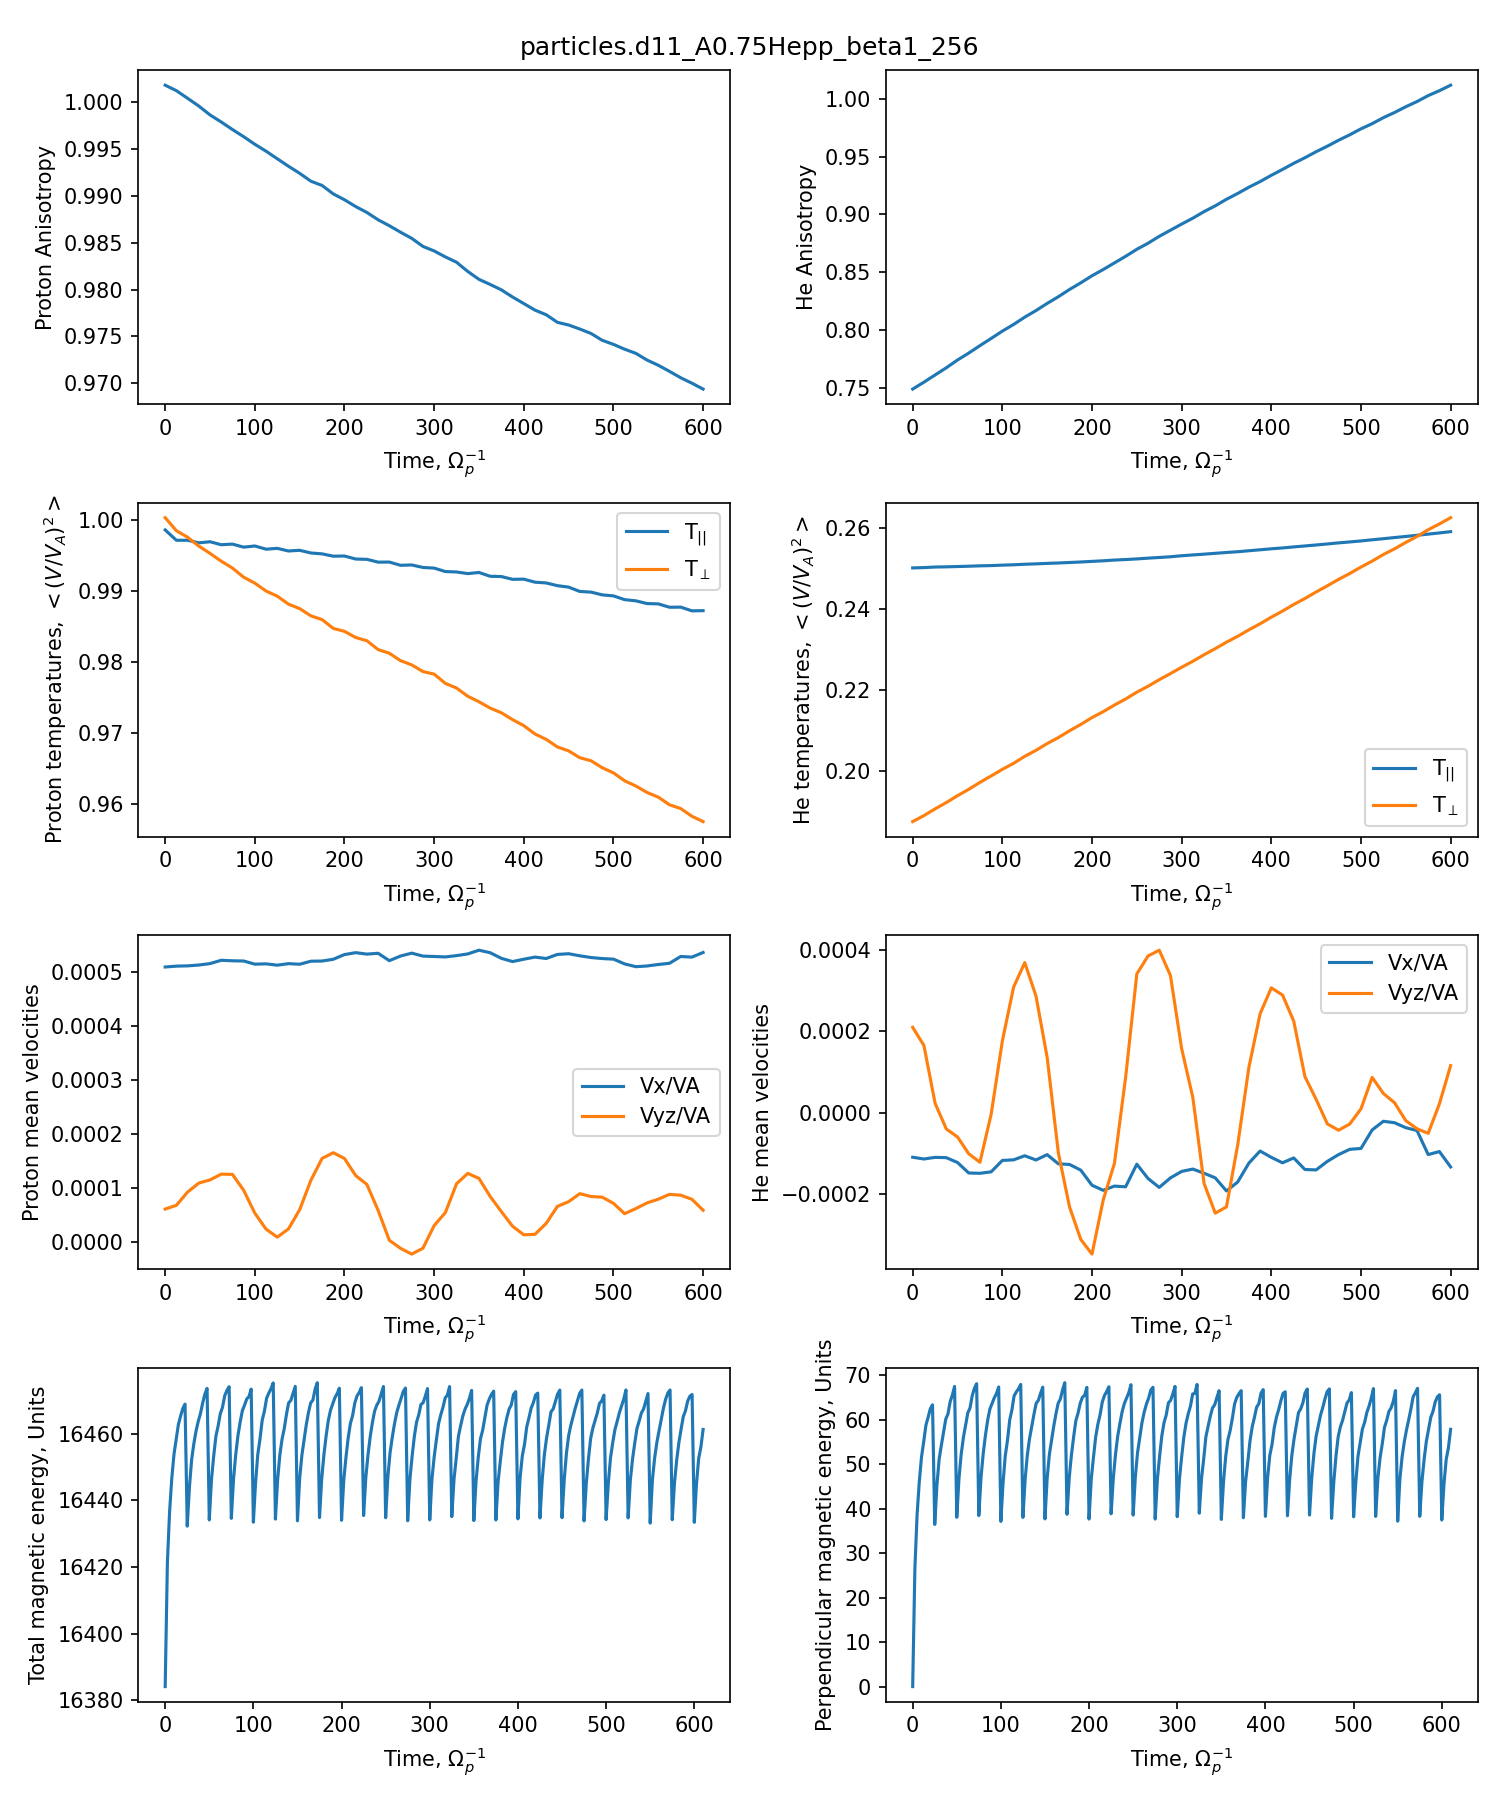 particles.d11_A0.75Hepp_beta1_256
Proton Anisotropy
1.000
0.995
0.990
0.985
0.980
0.975
0.970
0 100 200 300 400 500 600
Time, Ω_p^{-1}
He Anisotropy
1.00
0.95
0.90
0.85
0.80
0.75
0 100 200 300 400 500 600
Time, Ω_p^{-1}
Proton temperatures, < (V/V_A)^2 >
1.00
0.99
0.98
0.97
0.96
T_{||}
T_⊥
0 100 200 300 400 500 600
Time, Ω_p^{-1}
He temperatures, < (V/V_A)^2 >
0.26
0.24
0.22
0.20
T_{||}
T_⊥
0 100 200 300 400 500 600
Time, Ω_p^{-1}
Proton mean velocities
0.0005
0.0004
0.0003
0.0002
0.0001
0.0000
Vx/VA
Vyz/VA
0 100 200 300 400 500 600
Time, Ω_p^{-1}
He mean velocities
0.0004
0.0002
0.0000
−0.0002
Vx/VA
Vyz/VA
0 100 200 300 400 500 600
Time, Ω_p^{-1}
Total magnetic energy, Units
16460
16440
16420
16400
16380
0 100 200 300 400 500 600
Time, Ω_p^{-1}
Perpendicular magnetic energy, Units
70
60
50
40
30
20
10
0
0 100 200 300 400 500 600
Time, Ω_p^{-1}